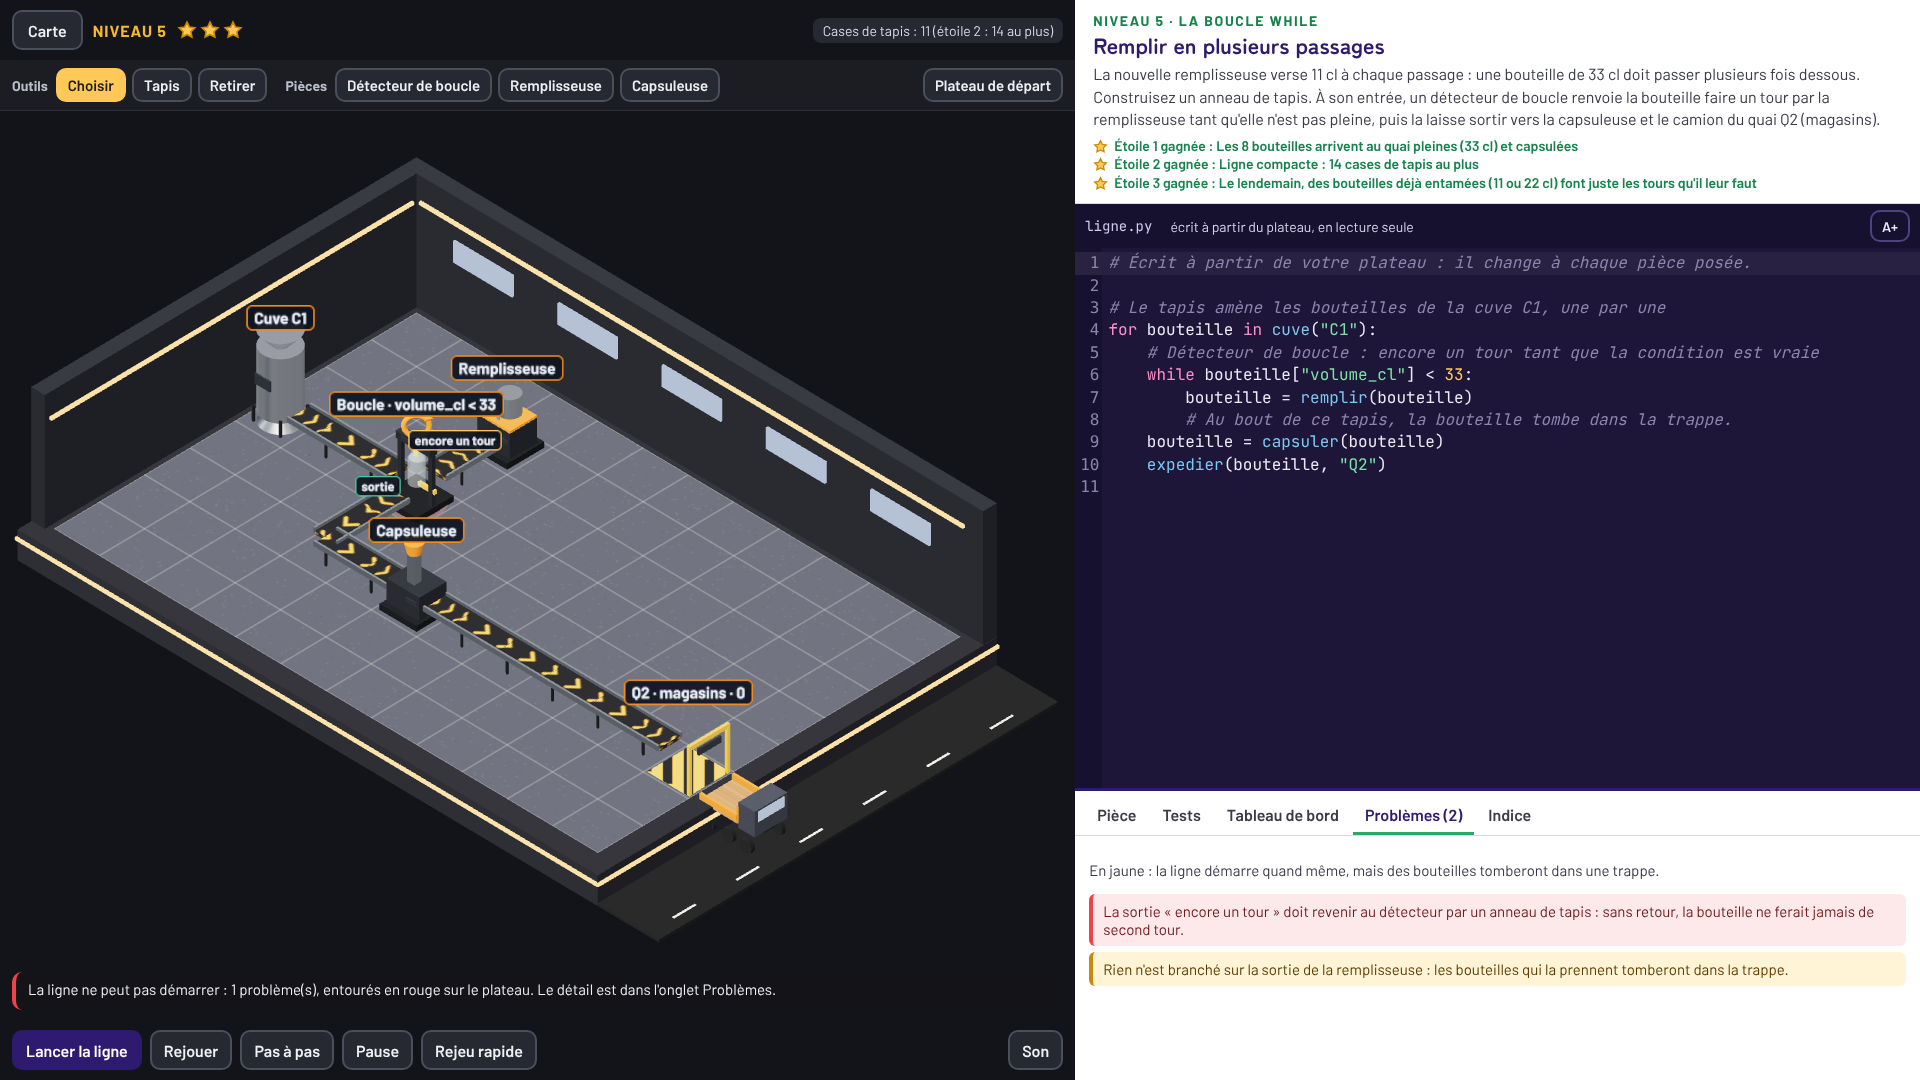 Carte
NIVEAU 5
Cases de tapis : 11 (étoile 2 : 14 au plus)
Outils
Choisir
Tapis
Retirer
Pièces
Détecteur de boucle
Remplisseuse
Capsuleuse
Plateau de départ
Cuve C1
Remplisseuse
Boucle · volume_cl < 33
encore un tour
sortie
Capsuleuse
Q2 · magasins · 0
La ligne ne peut pas démarrer : 1 problème(s), entourés en rouge sur le plateau. Le détail est dans l'onglet Problèmes.
Lancer la ligne
Rejouer
Pas à pas
Pause
Rejeu rapide
Son
NIVEAU 5 · LA BOUCLE WHILE
Remplir en plusieurs passages
La nouvelle remplisseuse verse 11 cl à chaque passage : une bouteille de 33 cl doit passer plusieurs fois dessous.
Construisez un anneau de tapis. À son entrée, un détecteur de boucle renvoie la bouteille faire un tour par la
remplisseuse tant qu'elle n'est pas pleine, puis la laisse sortir vers la capsuleuse et le camion du quai Q2 (magasins).
Étoile 1 gagnée : Les 8 bouteilles arrivent au quai pleines (33 cl) et capsulées
Étoile 2 gagnée : Ligne compacte : 14 cases de tapis au plus
Étoile 3 gagnée : Le lendemain, des bouteilles déjà entamées (11 ou 22 cl) font juste les tours qu'il leur faut
ligne.py écrit à partir du plateau, en lecture seule
A+
1 # Écrit à partir de votre plateau : il change à chaque pièce posée.
2
3 # Le tapis amène les bouteilles de la cuve C1, une par une
4 for bouteille in cuve("C1"):
5     # Détecteur de boucle : encore un tour tant que la condition est vraie
6     while bouteille["volume_cl"] < 33:
7         bouteille = remplir(bouteille)
8         # Au bout de ce tapis, la bouteille tombe dans la trappe.
9     bouteille = capsuler(bouteille)
10     expedier(bouteille, "Q2")
11
Pièce
Tests
Tableau de bord
Problèmes (2)
Indice
En jaune : la ligne démarre quand même, mais des bouteilles tomberont dans une trappe.
La sortie « encore un tour » doit revenir au détecteur par un anneau de tapis : sans retour, la bouteille ne ferait jamais de
second tour.
Rien n'est branché sur la sortie de la remplisseuse : les bouteilles qui la prennent tomberont dans la trappe.